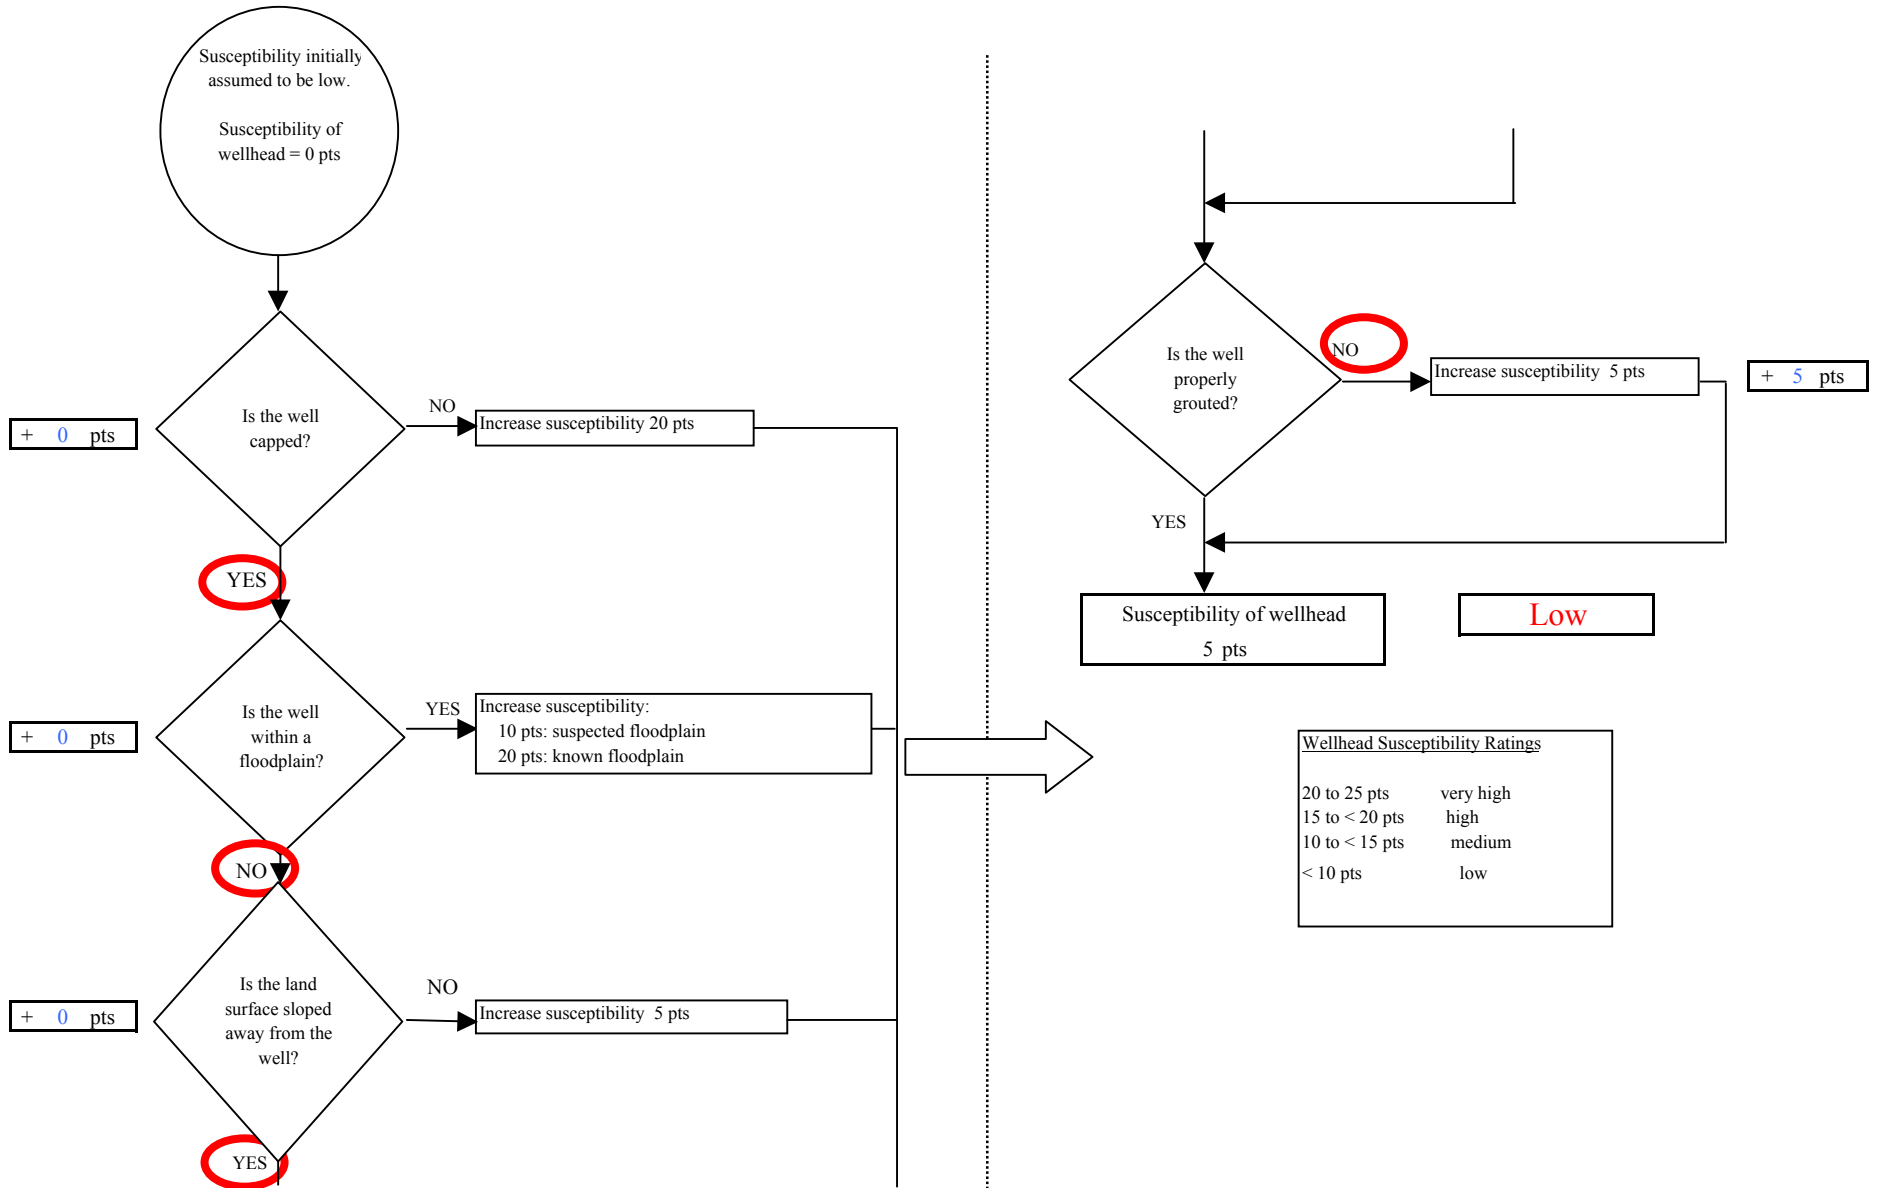 Susceptibility initially
assumed to be low.
Susceptibility of
wellhead = 0 pts
+ 0 pts
Is the well
capped?
NO
Increase susceptibility 20 pts
YES
+ 0 pts
Is the well
within a
floodplain?
YES
Increase susceptibility:
10 pts: suspected floodplain
20 pts: known floodplain
NO
+ 0 pts
Is the land
surface sloped
away from the
well?
NO
Increase susceptibility 5 pts
YES
Is the well
properly
grouted?
NO
Increase susceptibility 5 pts
+ 5 pts
YES
Susceptibility of wellhead
5 pts
Low
Wellhead Susceptibility Ratings
20 to 25 pts very high
15 to < 20 pts high
10 to < 15 pts medium
< 10 pts low